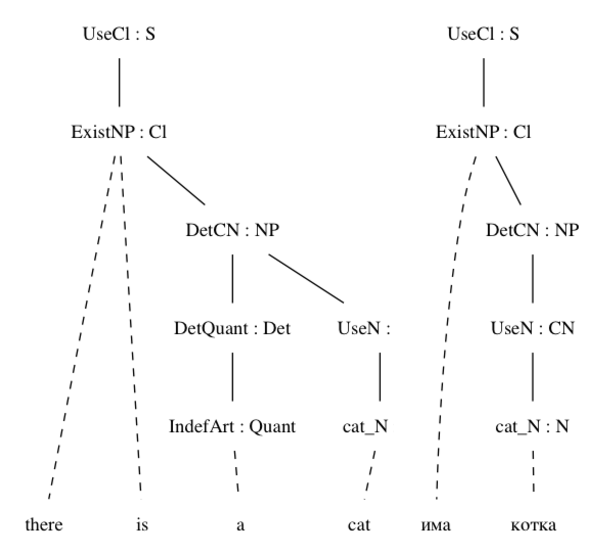 UseCl : S UseCl : S
ExistNP : Cl ExistNP : Cl
DetCN : NP DetCN : NP
DetQuant : Det UseN : UseN : CN
IndefArt : Quant cat_N cat_N : N
there is a cat има котка